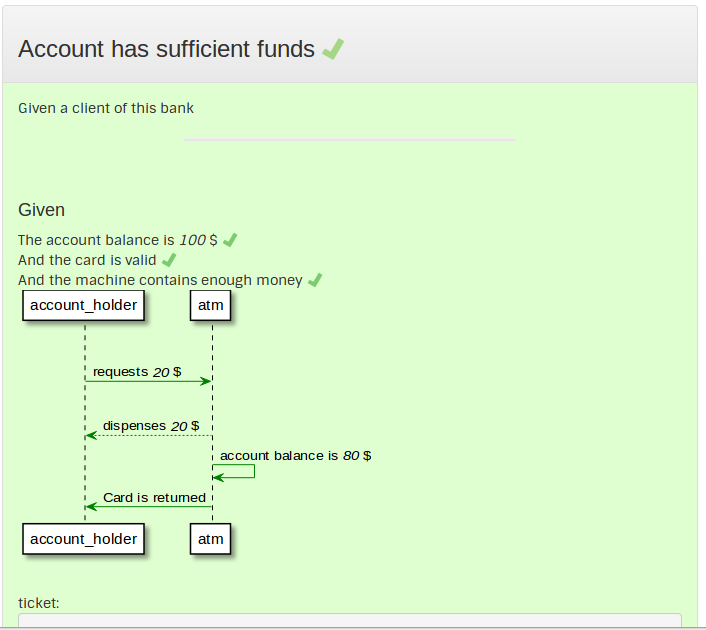 Account has sufficient funds
Given a client of this bank
Given
The account balance is 100 $
And the card is valid
And the machine contains enough money
account_holder atm
requests 20 $
dispenses 20 $
account balance is 80 $
Card is returned
account_holder atm
ticket: